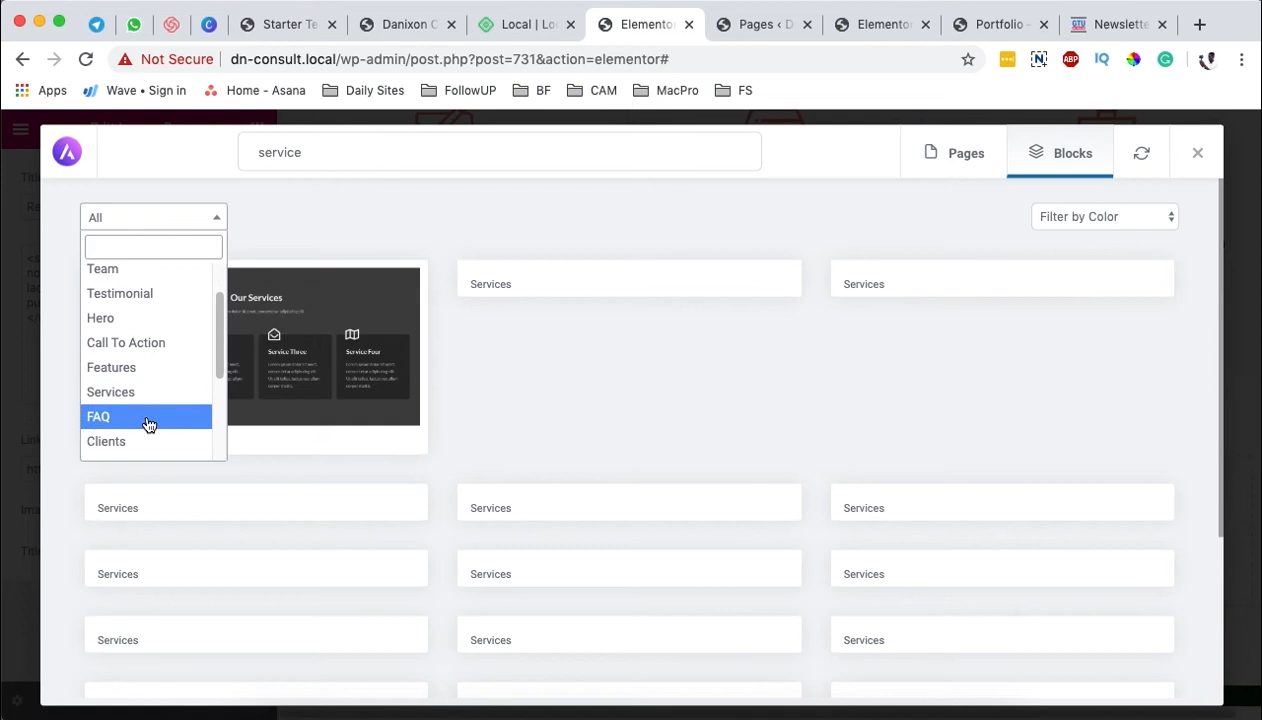 Starter Te
Danixon C
Local | Lo
Elemento
Pages ‹ D
Elemento
Portfolio -
Newslette
Not Secure
dn-consult.local/wp-admin/post.php?post=731&action=elementor#
Apps
Wave • Sign in
Home - Asana
Daily Sites
FollowUP
BF
CAM
MacPro
FS
service
Pages
Blocks
All
Filter by Color
Team
Testimonial
Hero
Call To Action
Features
Services
FAQ
Clients
Our Services
Service Three
Service Four
Services
Services
Services
Services
Services
Services
Services
Services
Services
Services
Services